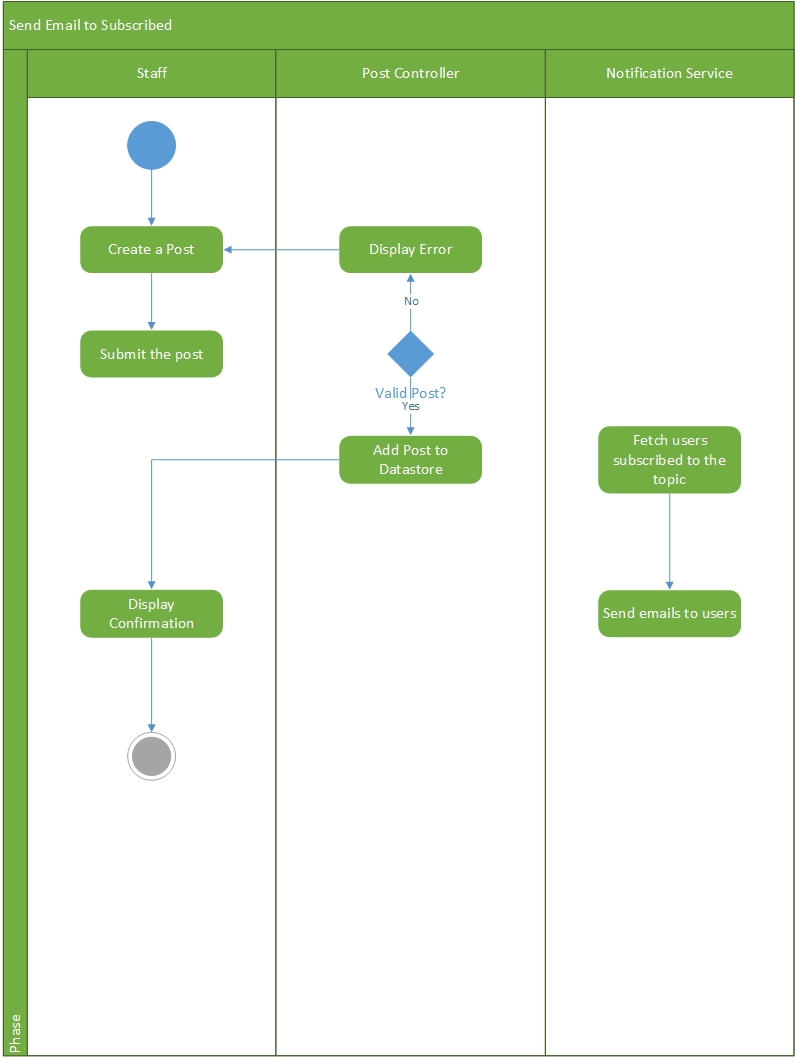 Send Email to Subscribed
Staff
Post Controller
Notification Service
Create a Post
Display Error
No
Submit the post
Valid Post?
Yes
Add Post to
Datastore
Fetch users
subscribed to the
topic
Display
Confirmation
Send emails to users
Phase